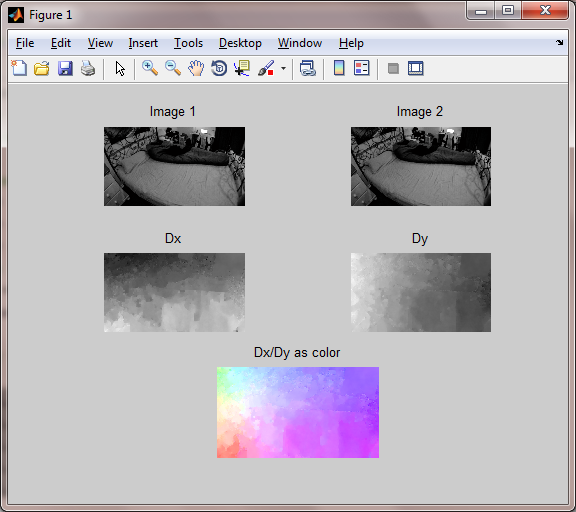 Figure 1
File Edit View Insert Tools Desktop Window Help
Image 1 Image 2
Dx Dy
Dx/Dy as color